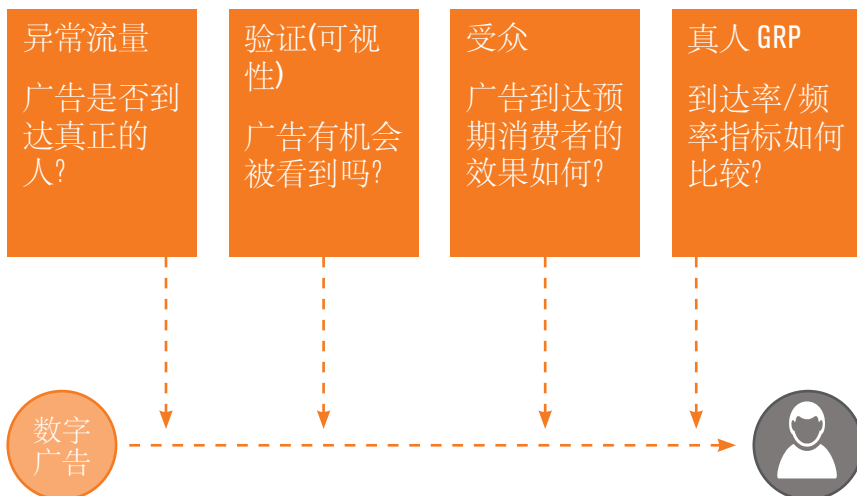 异常流量
广告是否到
达真正的
人?
验证(可视
性)
广告有机会
被看到吗?
受众
广告到达预
期消费者的
效果如何?
真人 GRP
到达率/频
率指标如何
比较?
数字
广告